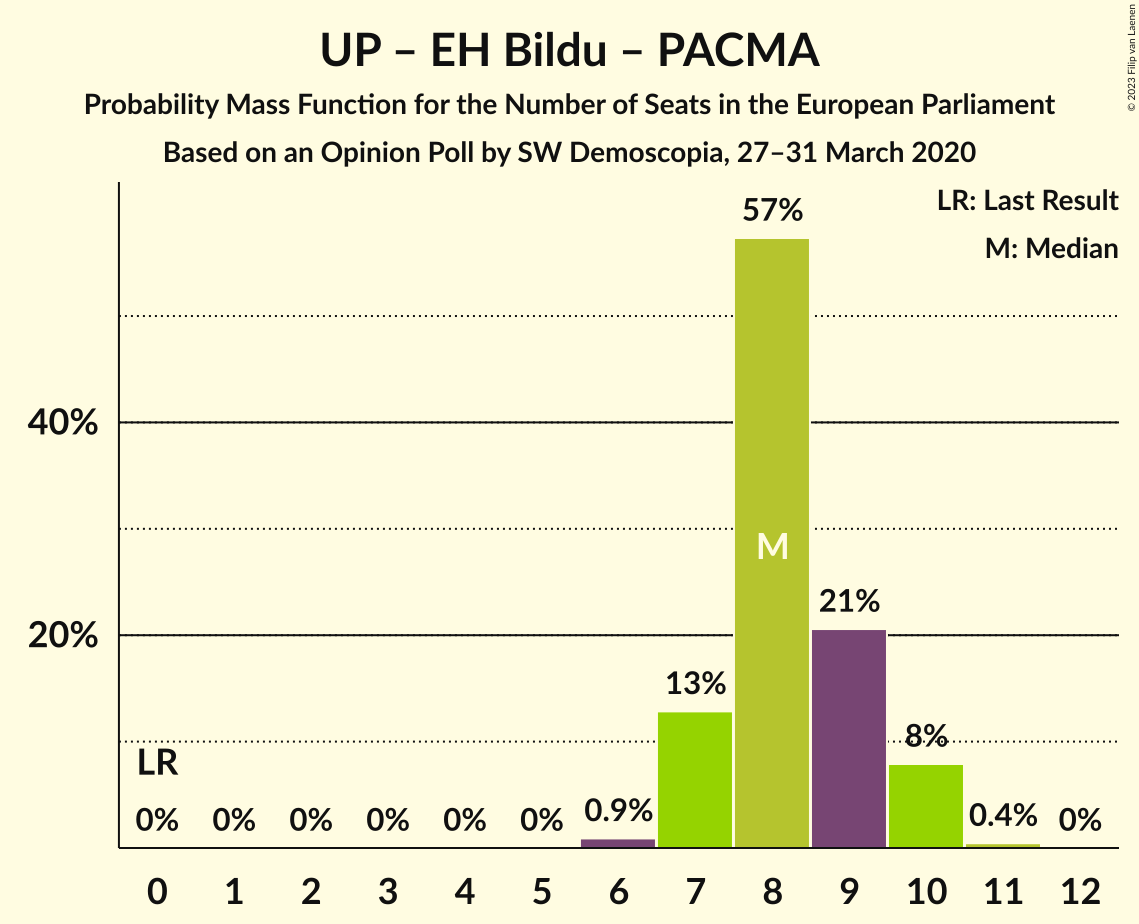 UP – EH Bildu – PACMA
Probability Mass Function for the Number of Seats in the European Parliament
Based on an Opinion Poll by SW Demoscopia, 27–31 March 2020
© 2023 Filip van Laenen
LR: Last Result
M: Median
57%
40%
M
21%
20%
13%
8%
LR
0% 0% 0% 0% 0% 0% 0.9% 0.4% 0%
0 1 2 3 4 5 6 7 8 9 10 11 12